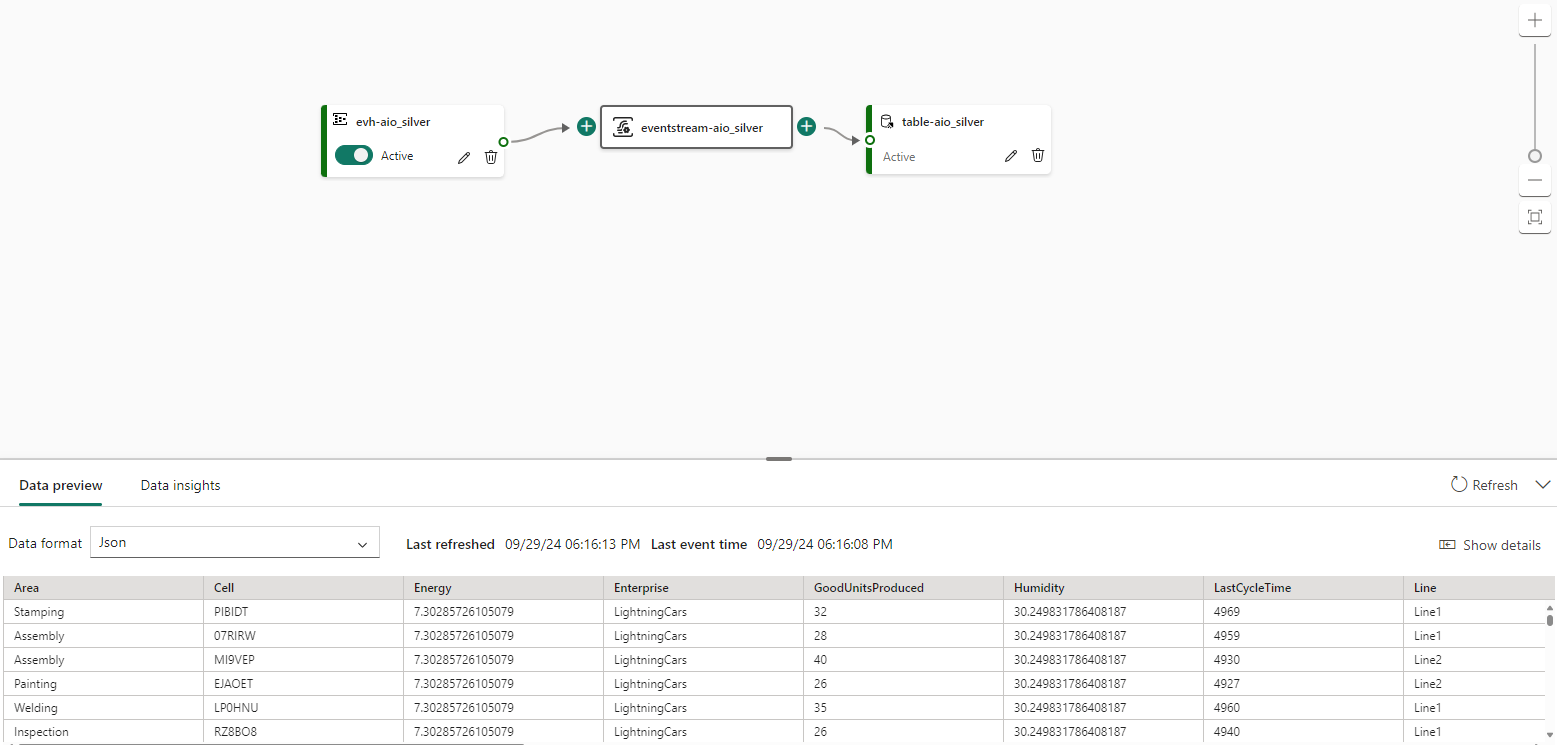 evh-aio_silver
Active
eventstream-aio_silver
table-aio_silver
Active
Data preview Data insights Refresh
Data format Json Last refreshed 09/29/24 06:16:13 PM Last event time 09/29/24 06:16:08 PM Show details
Area Cell Energy Enterprise GoodUnitsProduced Humidity LastCycleTime Line
Stamping PIBIDT 7.30285726105079 LightningCars 32 30.249831786408187 4969 Line1
Assembly 07RIRW 7.30285726105079 LightningCars 28 30.249831786408187 4959 Line1
Assembly MI9VEP 7.30285726105079 LightningCars 40 30.249831786408187 4930 Line2
Painting EJAOET 7.30285726105079 LightningCars 26 30.249831786408187 4927 Line2
Welding LP0HNU 7.30285726105079 LightningCars 35 30.249831786408187 4960 Line1
Inspection RZ8BO8 7.30285726105079 LightningCars 26 30.249831786408187 4940 Line1